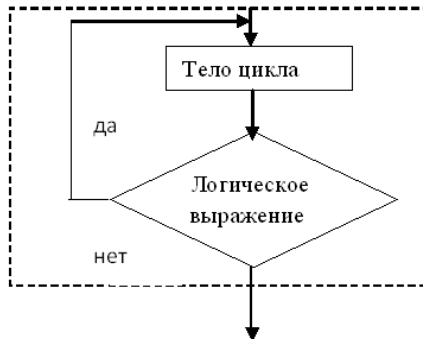 Тело цикла
да
Логическое
выражение
нет